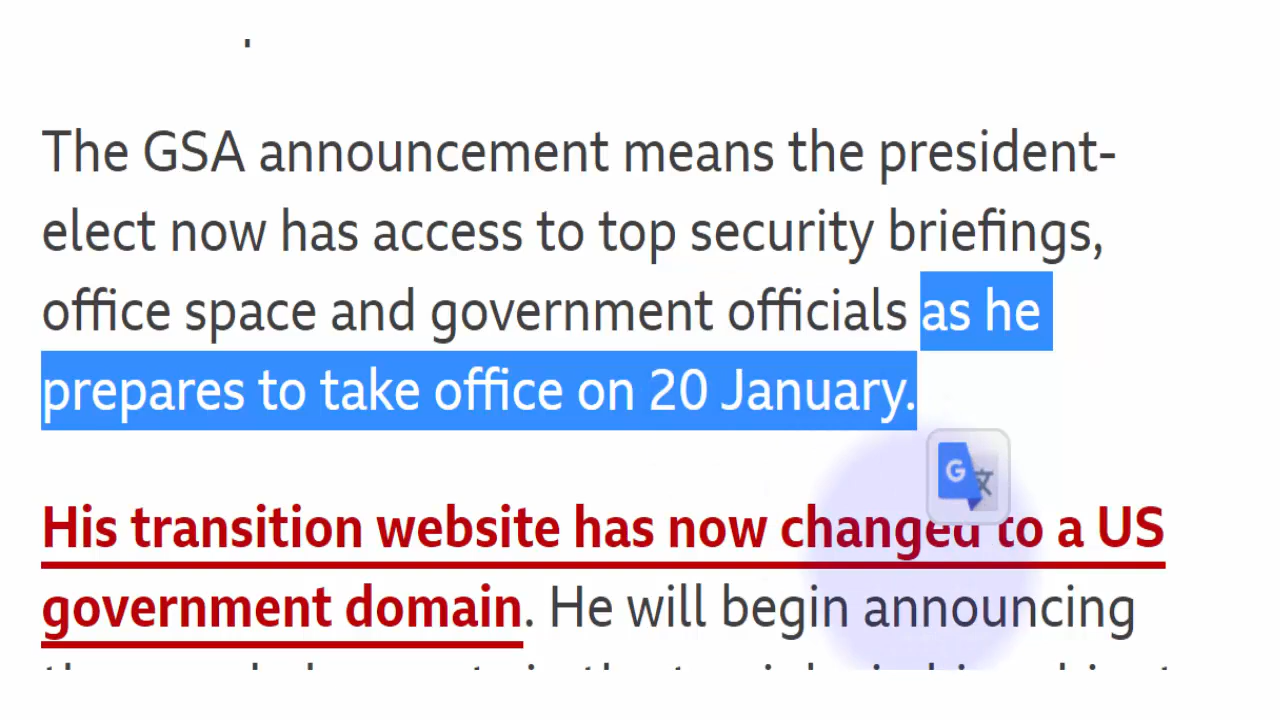 The GSA announcement means the president-
elect now has access to top security briefings,
office space and government officials as he
prepares to take office on 20 January.
G文
His transition website has now changed to a US
government domain. He will begin announcing